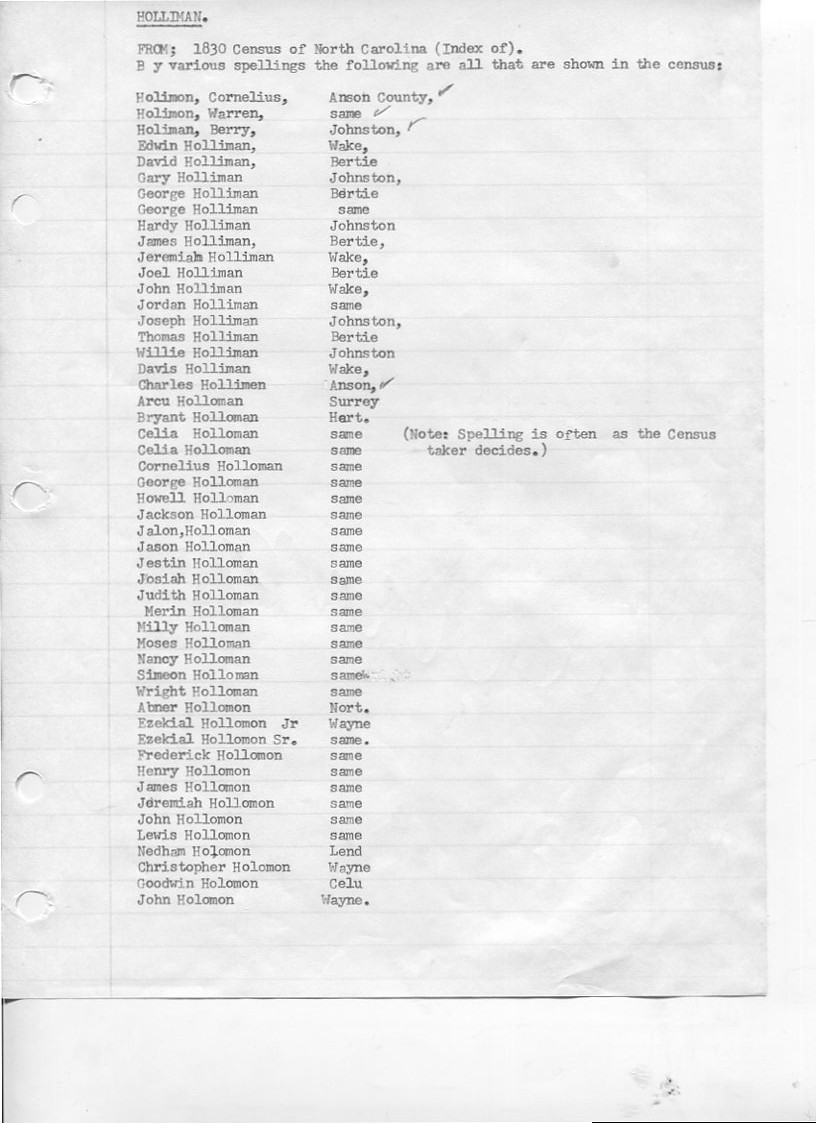 HOLLIMAN.
FROM; 1830 Census of North Carolina (Index of).
B y various spellings the following are all that are shown in the census:
Holimon, Cornelius, Anson County,
Holimon, Warren, same
Holiman, Berry, Johnston,
Edwin Holliman, Wake,
David Holliman, Bertie
Gary Holliman Johnston,
George Holliman Bertie
George Holliman same
Hardy Holliman Johnston
James Holliman, Bertie,
Jeremiah Holliman Wake,
Joel Holliman Bertie
John Holliman Wake,
Jordan Holliman same
Joseph Holliman Johnston,
Thomas Holliman Bertie
Willie Holliman Johnston
Davis Holliman Wake,
Charles Hollimen Anson,
Arcu Holloman Surrey
Bryant Holloman Hert.
Celia Holloman same (Note: Spelling is often as the Census
Celia Holloman same taker decides.)
Cornelius Holloman same
George Holloman same
Howell Holloman same
Jackson Holloman same
Jalon,Holloman same
Jason Holloman same
Jestin Holloman same
Josiah Holloman same
Judith Holloman same
Merin Holloman same
Milly Holloman same
Moses Holloman same
Nancy Holloman same
Simeon Holloman same
Wright Holloman same
Abner Hollomon Nort.
Ezekial Hollomon Jr Wayne
Ezekial Hollomon Sr. same.
Frederick Hollomon same
Henry Hollomon same
James Hollomon same
Jeremiah Hollomon same
John Hollomon same
Lewis Hollomon same
Nedham Holomon Lend
Christopher Holomon Wayne
Goodwin Holomon Celu
John Holomon Wayne.